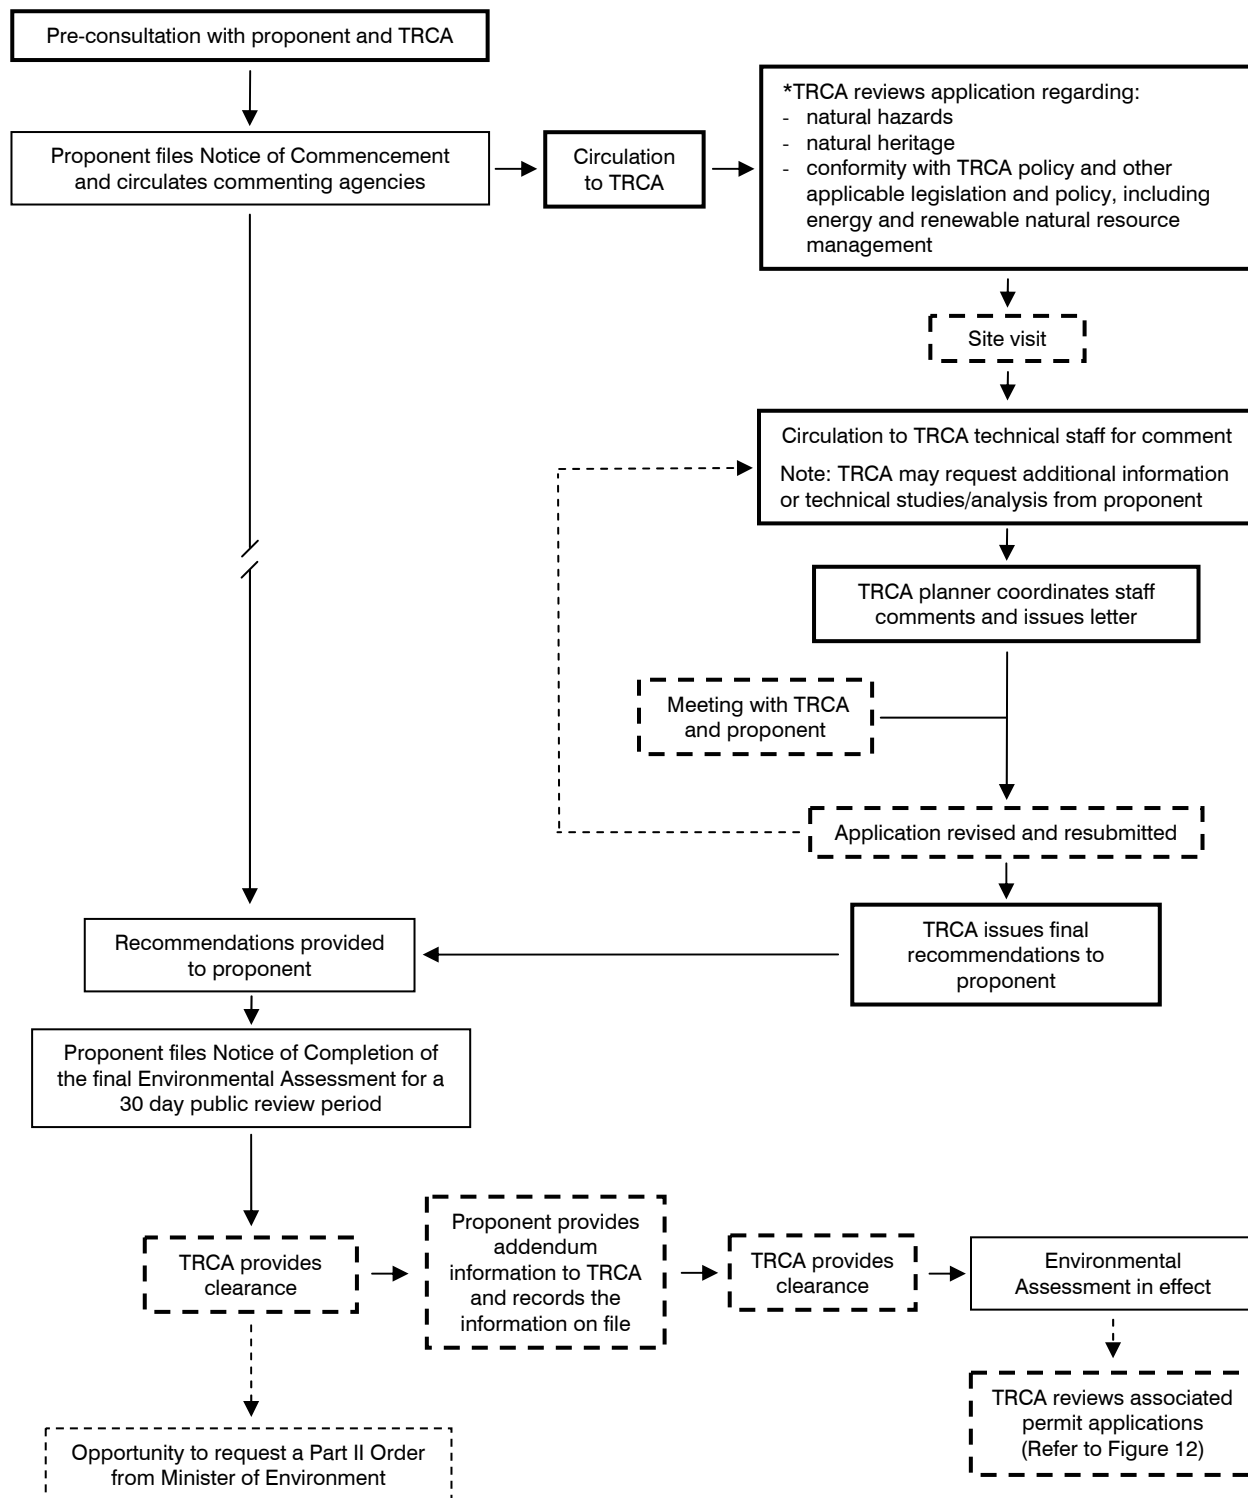 Pre-consultation with proponent and TRCA
Proponent files Notice of Commencement
and circulates commenting agencies
Circulation
to TRCA
*TRCA reviews application regarding:
- natural hazards
- natural heritage
- conformity with TRCA policy and other
applicable legislation and policy, including
energy and renewable natural resource
management
Site visit
Circulation to TRCA technical staff for comment
Note: TRCA may request additional information
or technical studies/analysis from proponent
TRCA planner coordinates staff
comments and issues letter
Meeting with TRCA
and proponent
Application revised and resubmitted
TRCA issues final
recommendations to
proponent
Recommendations provided
to proponent
Proponent files Notice of Completion of
the final Environmental Assessment for a
30 day public review period
TRCA provides
clearance
Proponent provides
addendum
information to TRCA
and records the
information on file
TRCA provides
clearance
Environmental
Assessment in effect
TRCA reviews associated
permit applications
(Refer to Figure 12)
Opportunity to request a Part II Order
from Minister of Environment